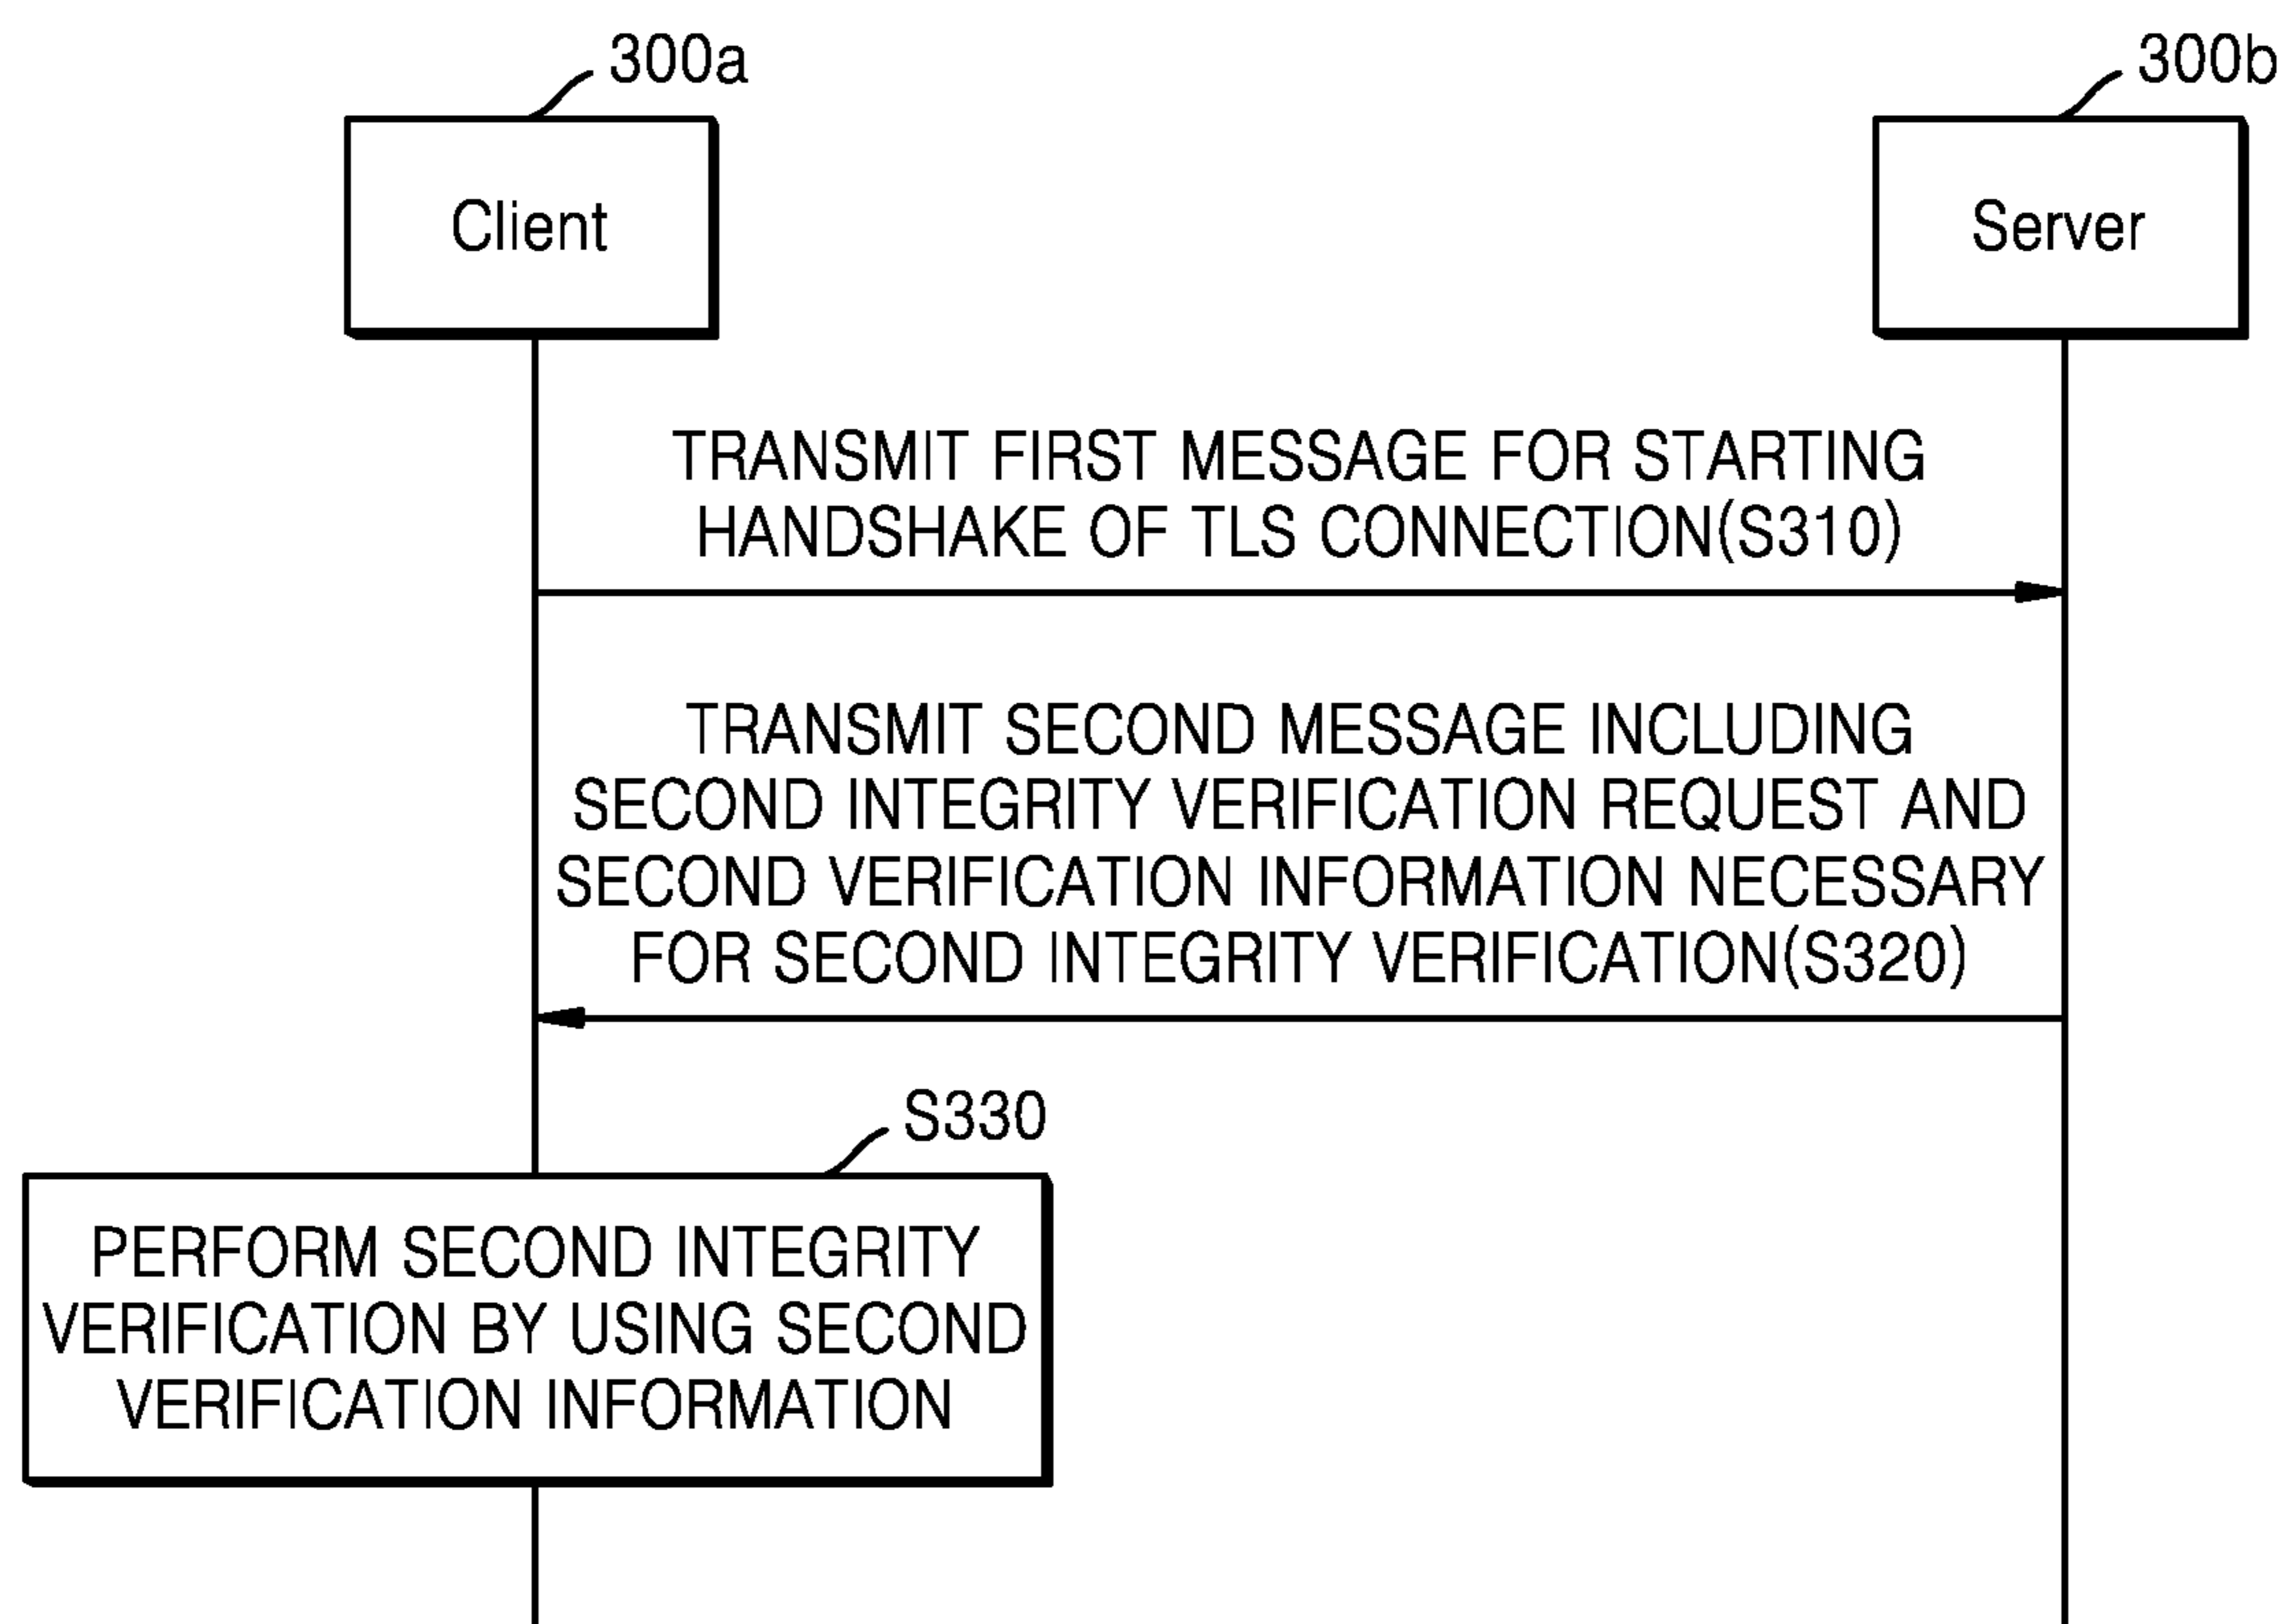 300a
300b
Client
Server
TRANSMIT FIRST MESSAGE FOR STARTING
HANDSHAKE OF TLS CONNECTION(S310)
TRANSMIT SECOND MESSAGE INCLUDING
SECOND INTEGRITY VERIFICATION REQUEST AND
SECOND VERIFICATION INFORMATION NECESSARY
FOR SECOND INTEGRITY VERIFICATION(S320)
S330
PERFORM SECOND INTEGRITY
VERIFICATION BY USING SECOND
VERIFICATION INFORMATION